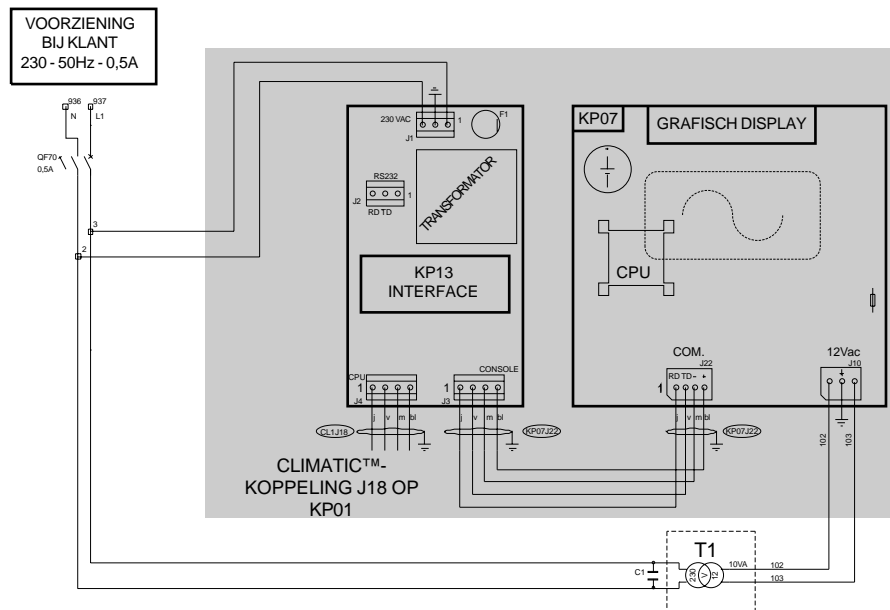 VOORZIENING
BIJ KLANT
230 - 50Hz - 0,5A
936
937
N
L1
QF70
0,5A
3
2
230 VAC
1
F1
J1
TRANSFORMATOR
RS232
J2
1
RD TD
KP13
INTERFACE
CPU
1
J4
CONSOLE
1
J3
j
v
m
bl
j
v
m
bl
CL1J18
KP07J22
CLIMATIC™-
KOPPELING J18 OP
KP01
KP07
GRAFISCH DISPLAY
CPU
COM.
J22
RD TD - +
1
j
v
m
bl
KP07J22
12Vac
J10
102
103
T1
C1
230
V
12
10VA
102
103